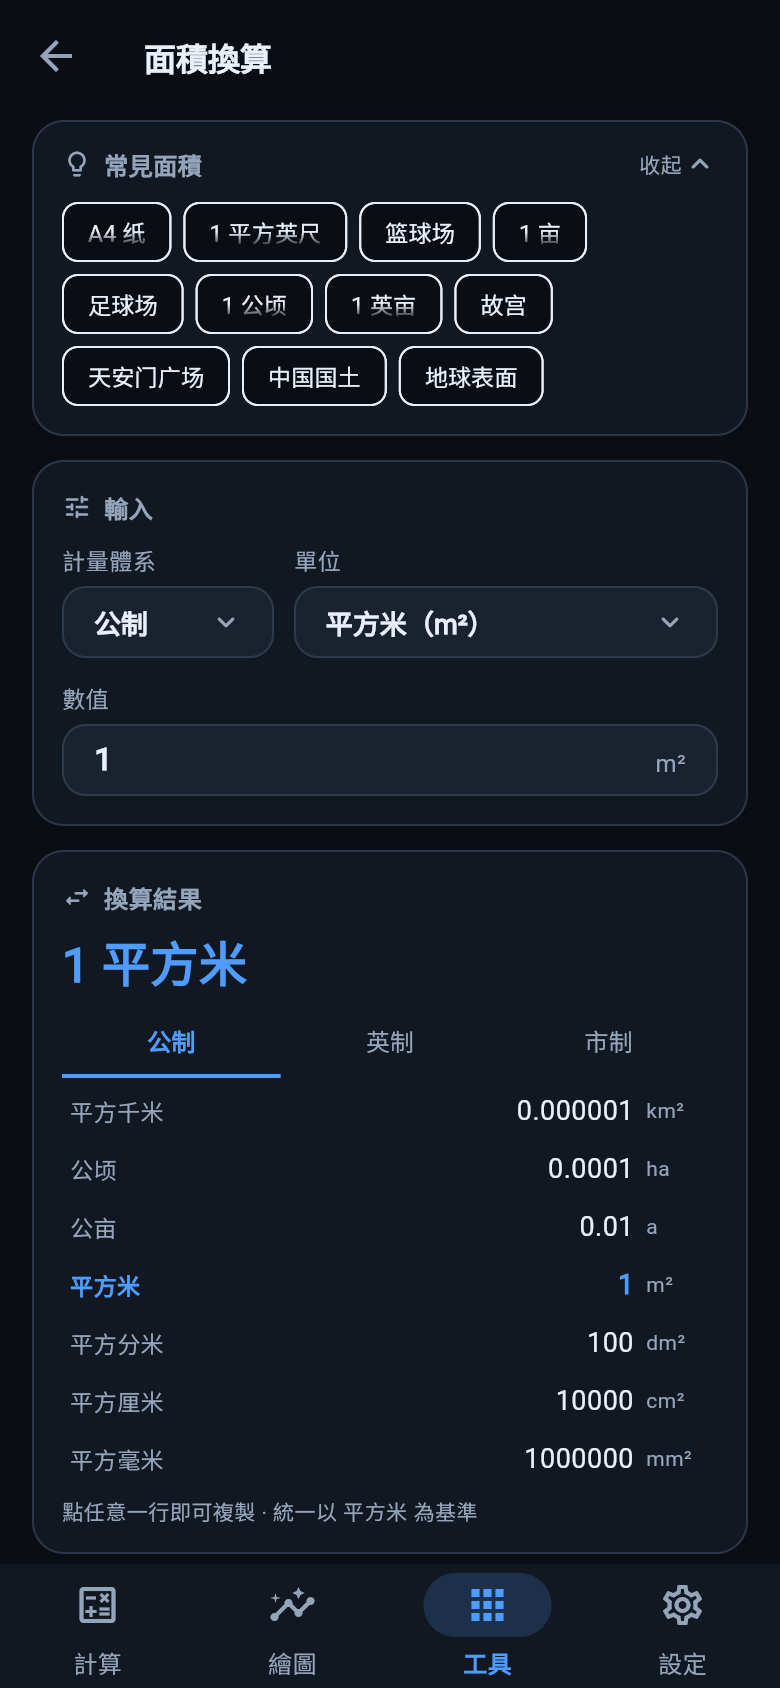 面積換算
常見面積 收起
A4 纸 1 平方英尺 篮球场 1 亩
足球场 1 公顷 1 英亩 故宫
天安门广场 中国国土 地球表面
輸入
計量體系 單位
公制 平方米（m²）
數值
1 m²
換算結果
1 平方米
公制 英制 市制
平方千米 0.000001 km²
公顷 0.0001 ha
公亩 0.01 a
平方米 1 m²
平方分米 100 dm²
平方厘米 10000 cm²
平方毫米 1000000 mm²
點任意一行即可複製 · 統一以 平方米 為基準
計算 繪圖 工具 設定